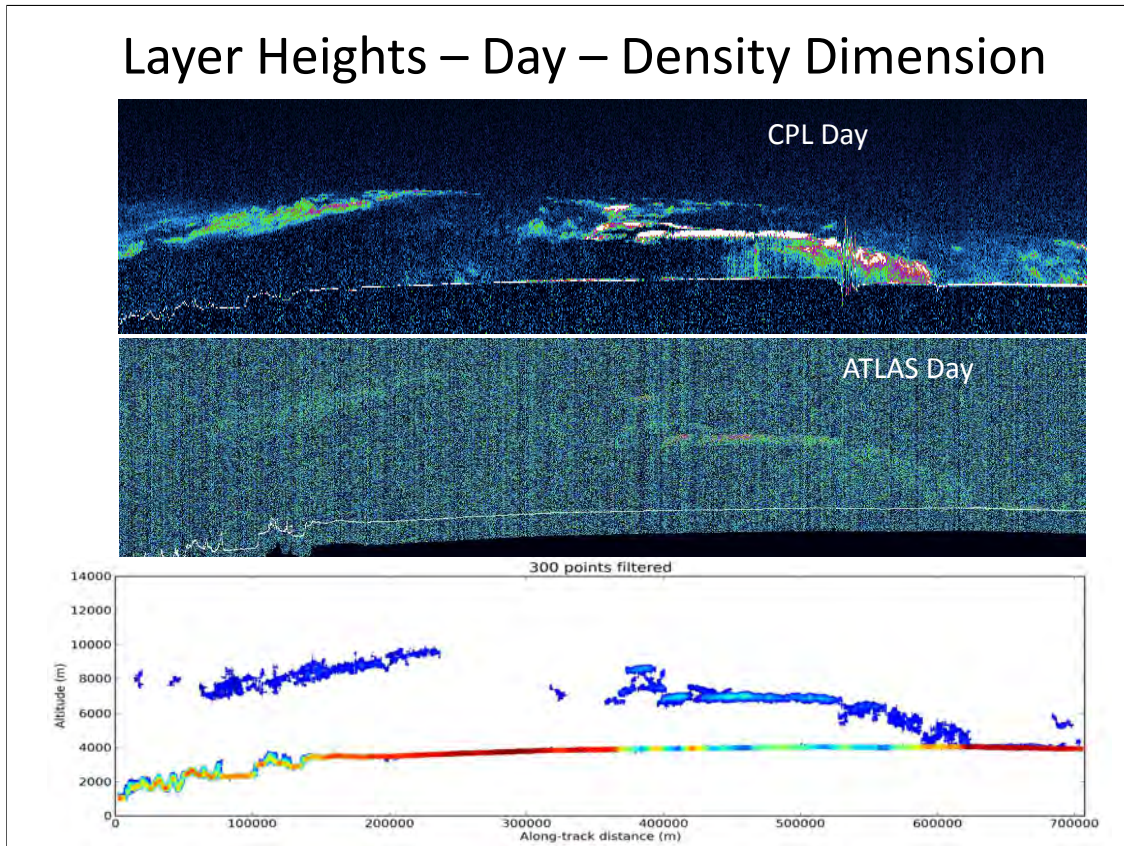 Layer Heights – Day – Density Dimension
CPL Day
ATLAS Day
300 points filtered
14000
12000
10000
8000
6000
4000
2000
0
Altitude (m)
0 100000 200000 300000 400000 500000 600000 700000
Along-track distance (m)